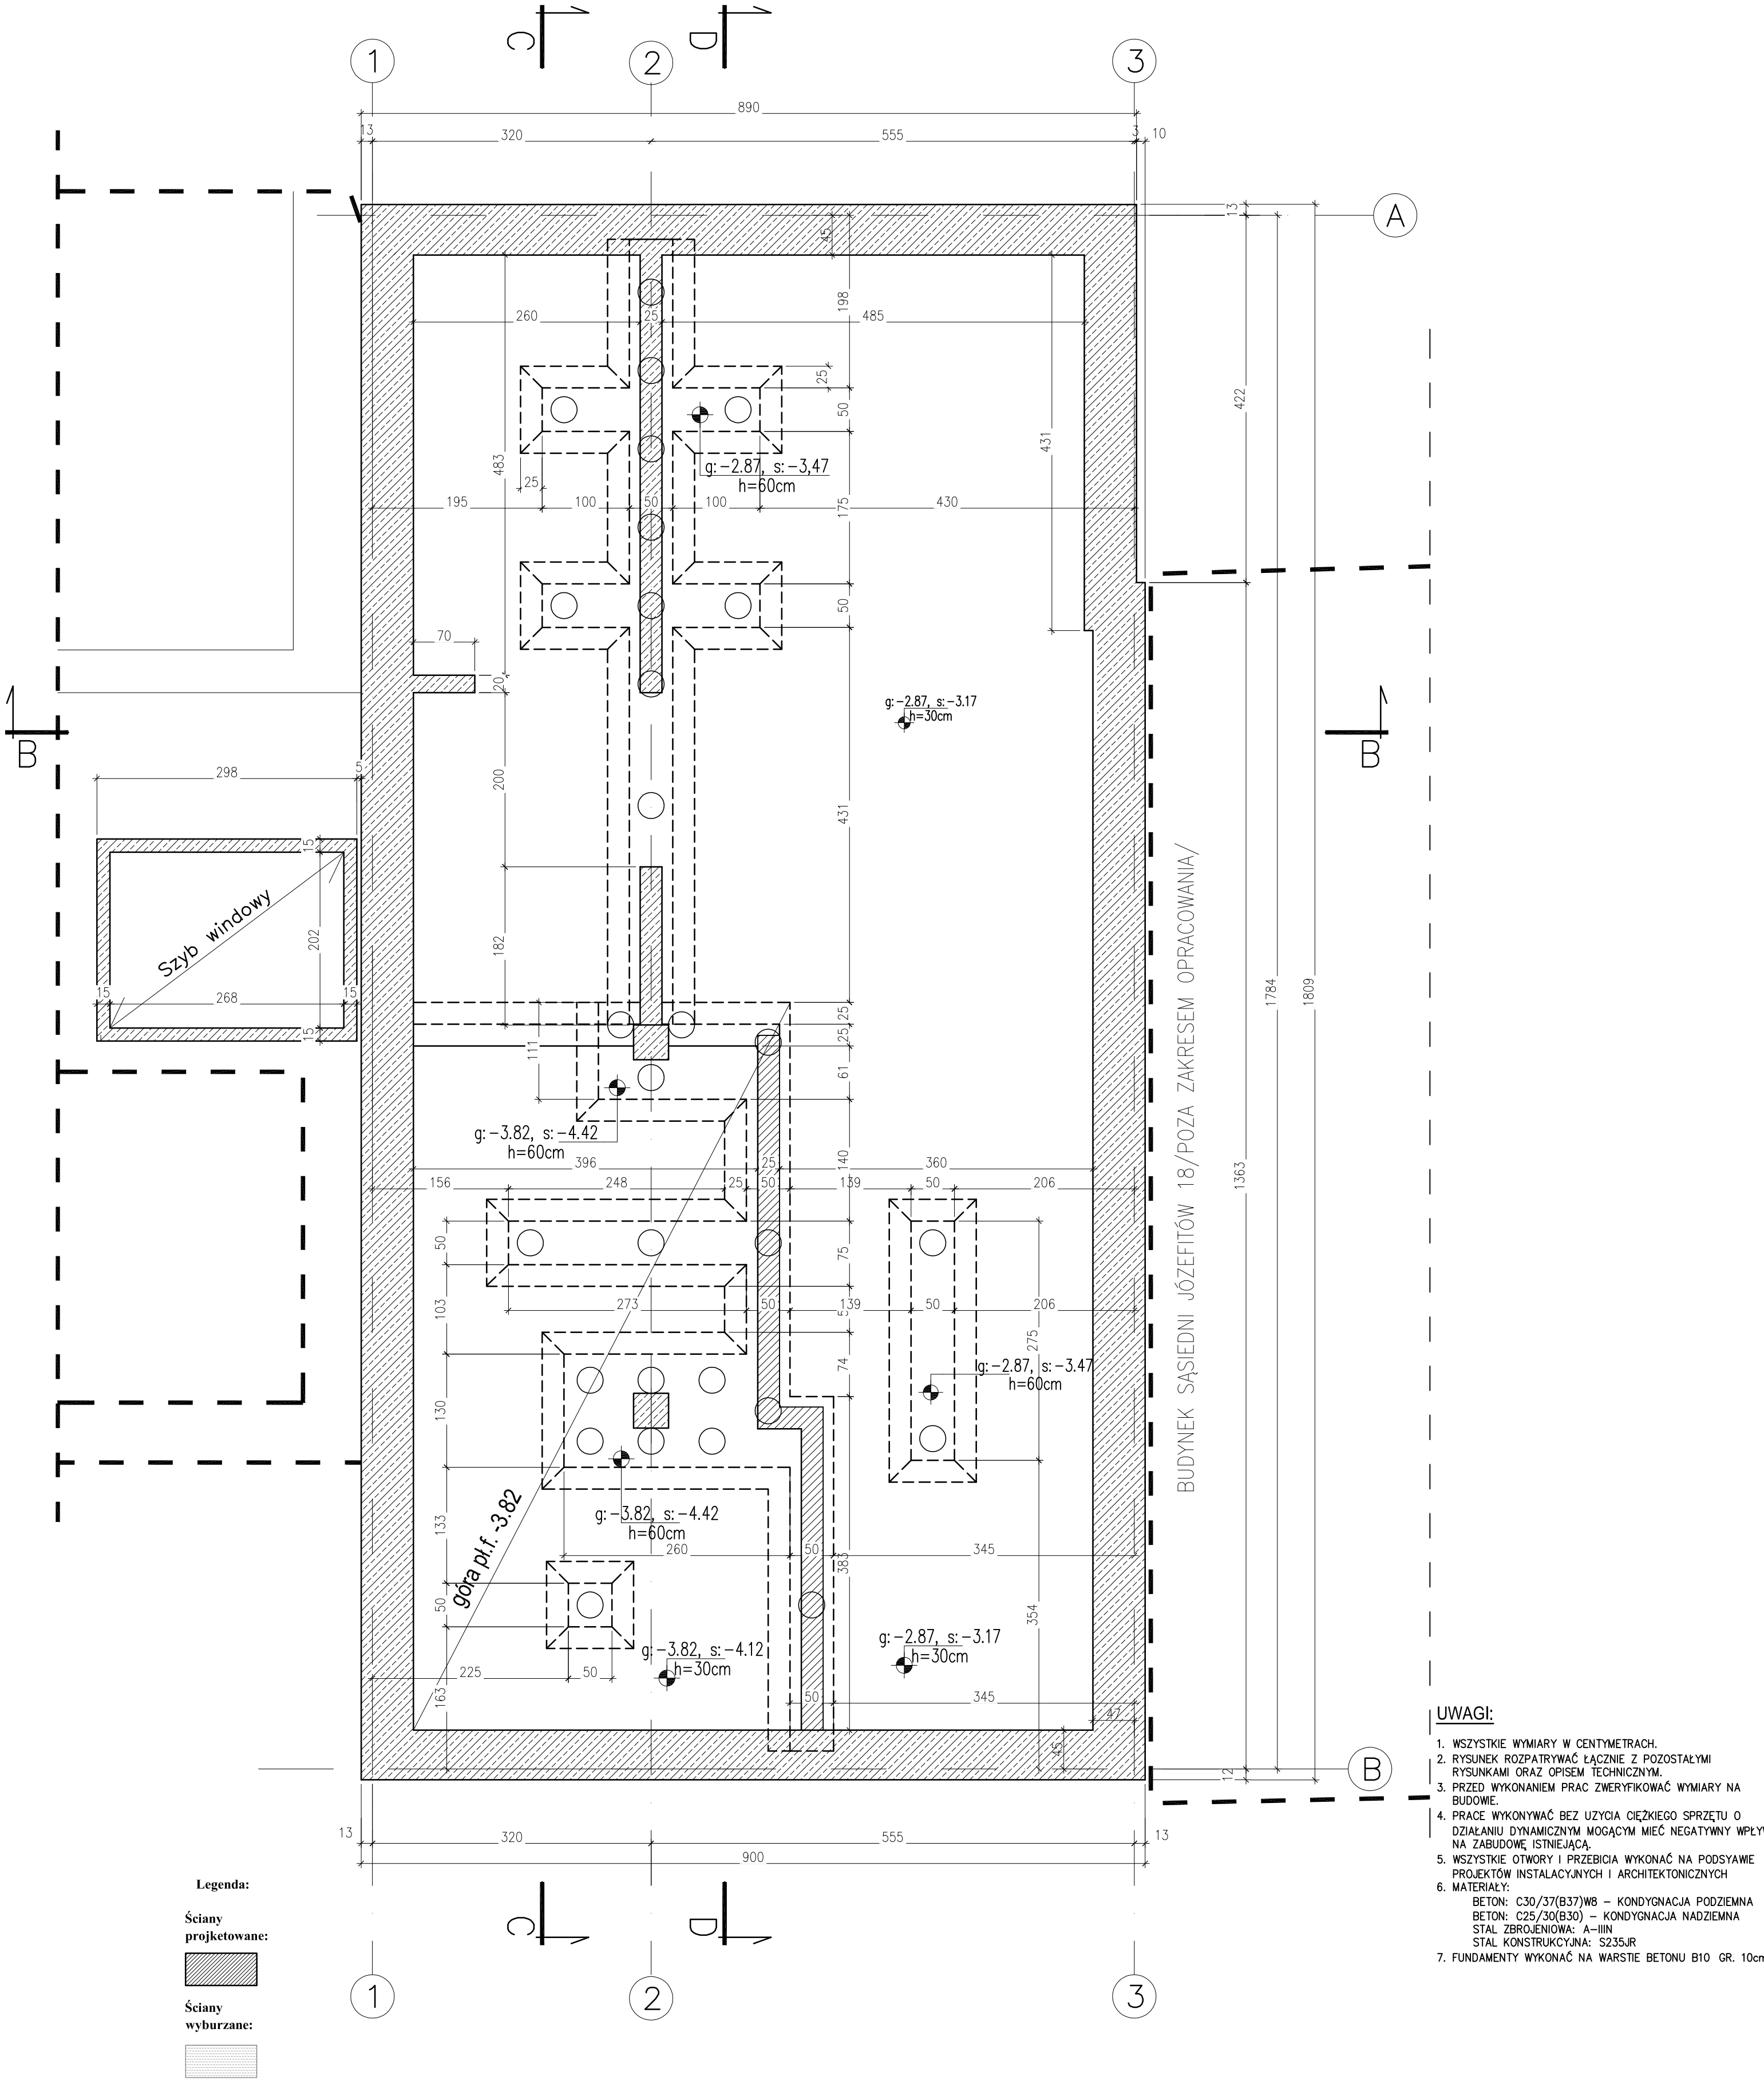 C
D
1
2
3
890
13
320
555
3
10
A
13
45
198
260
25
485
25
50
422
431
483
g:-2.87, s:-3,47
h=60cm
25
195
100
50
100
175
430
50
70
20
g:-2.87, s:-3.17
h=30cm
B
B
298
5
200
431
15
Szyb windowy
202
182
15
268
15
15
BUDYNEK SĄSIEDNI JÓZEFITÓW 18/POZA ZAKRESEM OPRACOWANIA/
1363
1784
1809
25
25
111
61
g:-3.82, s:-4.42
h=60cm
140
396
25
360
156
248
25
50
139
50
206
50
75
103
273
50
139
50
206
275
74
g:-2.87, s:-3.47
h=60cm
130
g:-3.82, s:-4.42
h=60cm
góra pł.f. -3.82
133
260
50
345
383
50
354
g:-3.82, s:-4.12
h=30cm
g:-2.87, s:-3.17
h=30cm
225
50
163
50
345
47
45
12
B
13
320
555
13
900
C
D
1
2
3
Legenda:
Ściany
projketowane:
Ściany
wyburzane:
UWAGI:
1. WSZYSTKIE WYMIARY W CENTYMETRACH.
2. RYSUNEK ROZPATRYWAĆ ŁĄCZNIE Z POZOSTAŁYMI
RYSUNKAMI ORAZ OPISEM TECHNICZNYM.
3. PRZED WYKONANIEM PRAC ZWERYFIKOWAĆ WYMIARY NA
BUDOWIE.
4. PRACE WYKONYWAĆ BEZ UZYCIA CIĘŻKIEGO SPRZĘTU O
DZIAŁANIU DYNAMICZNYM MOGĄCYM MIEĆ NEGATYWNY WPŁYW
NA ZABUDOWĘ ISTNIEJĄCĄ.
5. WSZYSTKIE OTWORY I PRZEBICIA WYKONAĆ NA PODSYAWIE
PROJEKTÓW INSTALACYJNYCH I ARCHITEKTONICZNYCH
6. MATERIAŁY:
BETON: C30/37(B37)W8 – KONDYGNACJA PODZIEMNA
BETON: C25/30(B30) – KONDYGNACJA NADZIEMNA
STAL ZBROJENIOWA: A–IIIN
STAL KONSTRUKCYJNA: S235JR
7. FUNDAMENTY WYKONAĆ NA WARSTIE BETONU B10 GR. 10cm